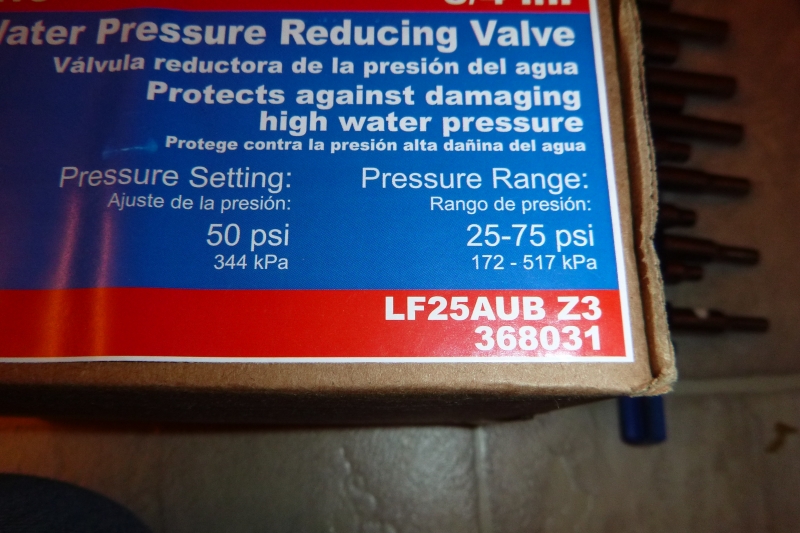 Water Pressure Reducing Valve
Válvula reductora de la presión del agua
Protects against damaging
high water pressure
Protege contra la presión alta dañina del agua
Pressure Setting:
Ajuste de la presión:
50 psi
344 kPa
Pressure Range:
Rango de presión:
25-75 psi
172 - 517 kPa
LF25AUB Z3
368031